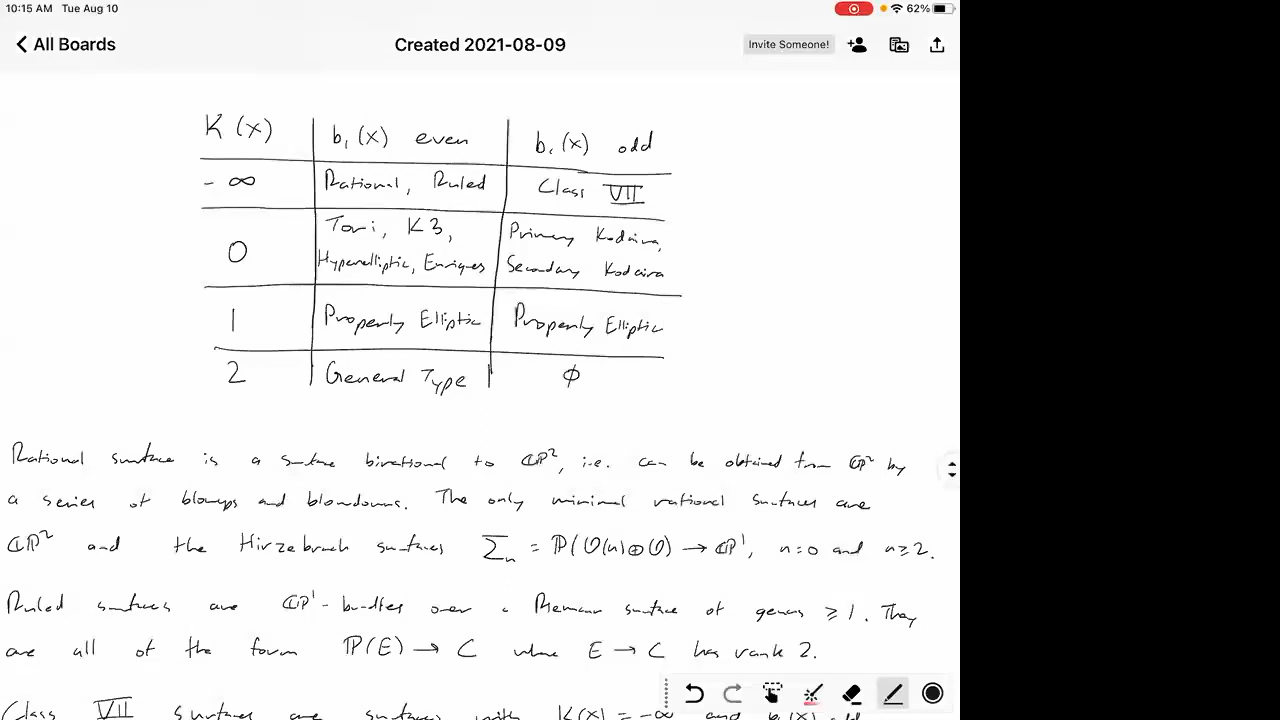 10:15 AM Tue Aug 10
62%
All Boards
Created 2021-08-09
Invite Someone!
K(x) b₁(x) even b₁(x) odd
-∞ Rational, Ruled Class VII
0 Tori, K3, Hyperelliptic, Enriques Primary Kodaira, Secondary Kodaira
1 Properly Elliptic Properly Elliptic
2 General Type ∅
Rational surface is a surface birational to ℂℙ², i.e. can be obtained from ℂℙ² by
a series of blowups and blowdowns. The only minimal rational surfaces are
ℂℙ² and the Hirzebruch surfaces Σₙ = ℙ(O(n)⊕O) → ℂℙ¹, n=0 and n≥2.
Ruled surfaces are ℂℙ¹-bundles over a Riemann surface of genus ≥1. They
are all of the form ℙ(E) → C where E → C has rank 2.
Class VII surfaces are surfaces with K(x) = -∞ and b₁(x) odd